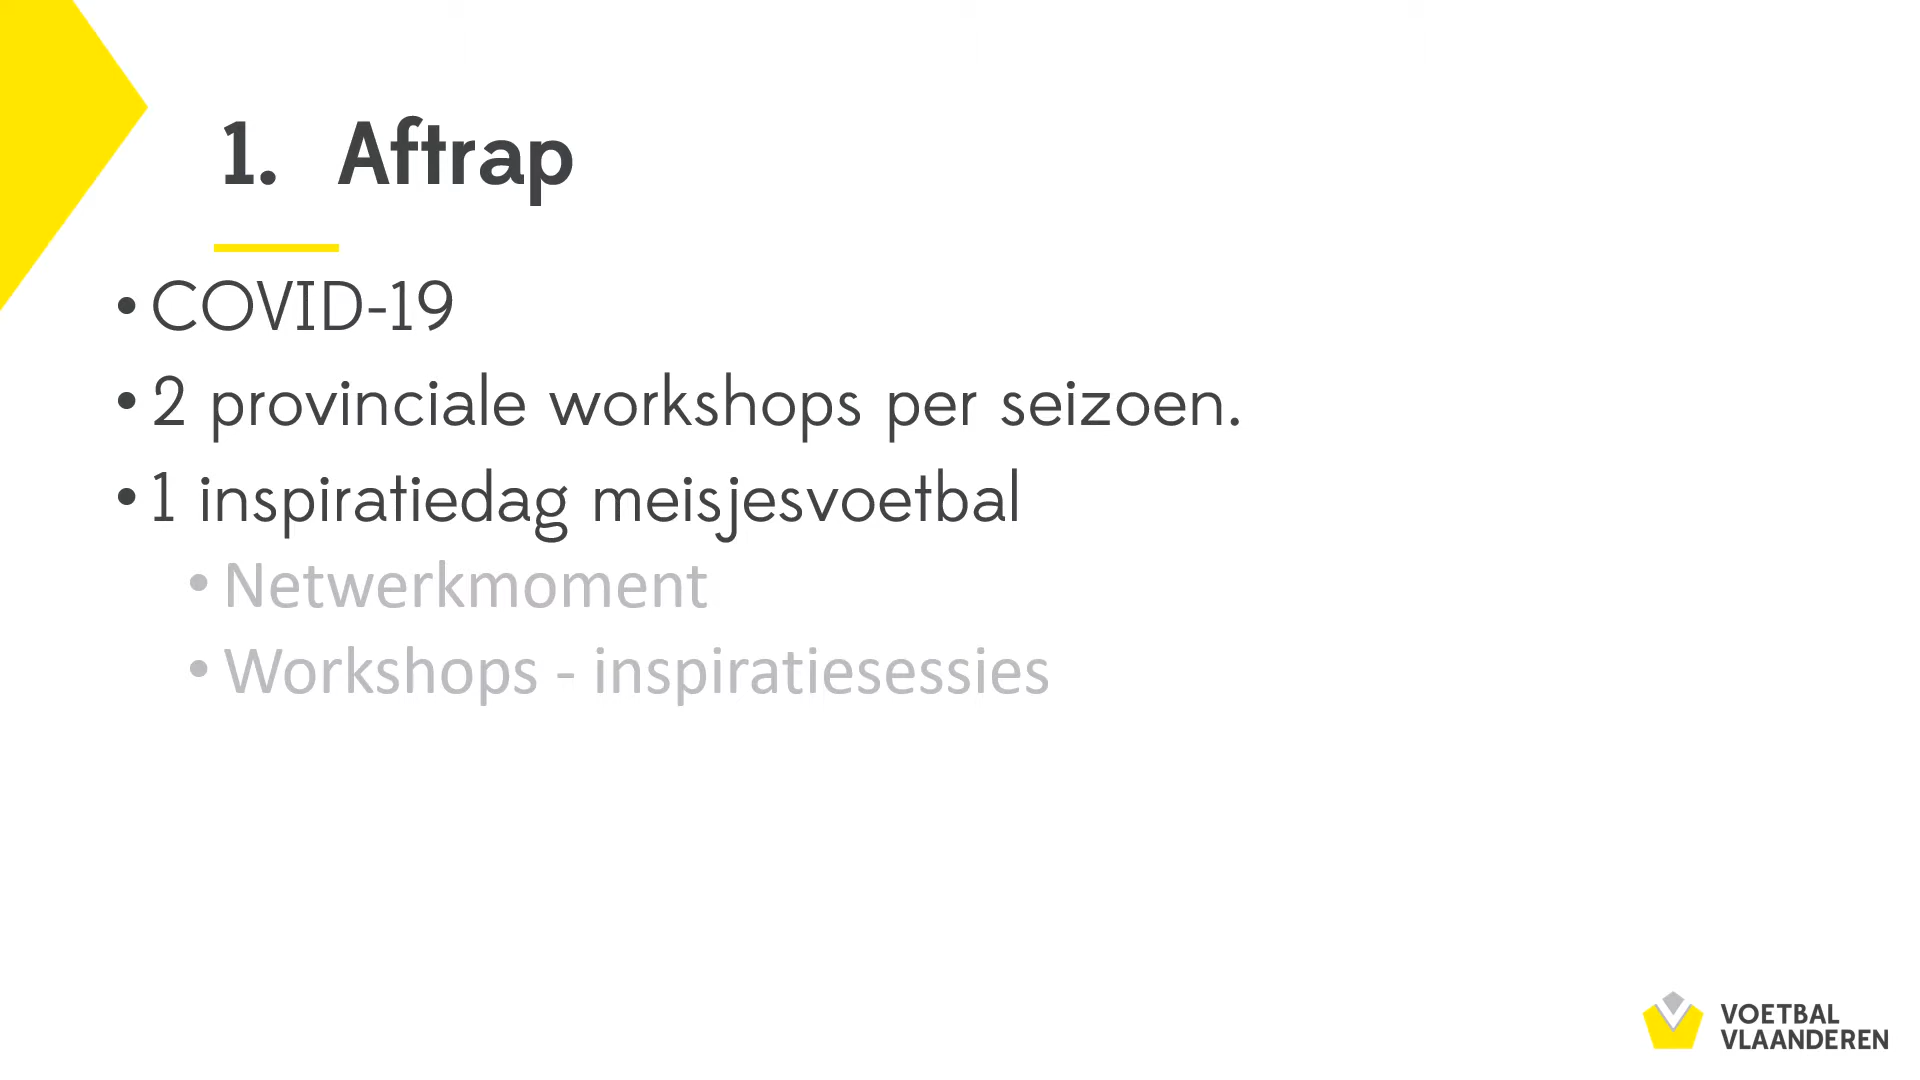 1. Aftrap
• COVID-19
• 2 provinciale workshops per seizoen.
• 1 inspiratiedag meisjesvoetbal
• Netwerkmoment
• Workshops - inspiratiesessies
VOETBAL
VLAANDEREN